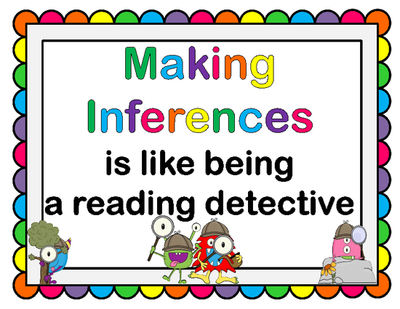 Making
Inferences
is like being
a reading detective